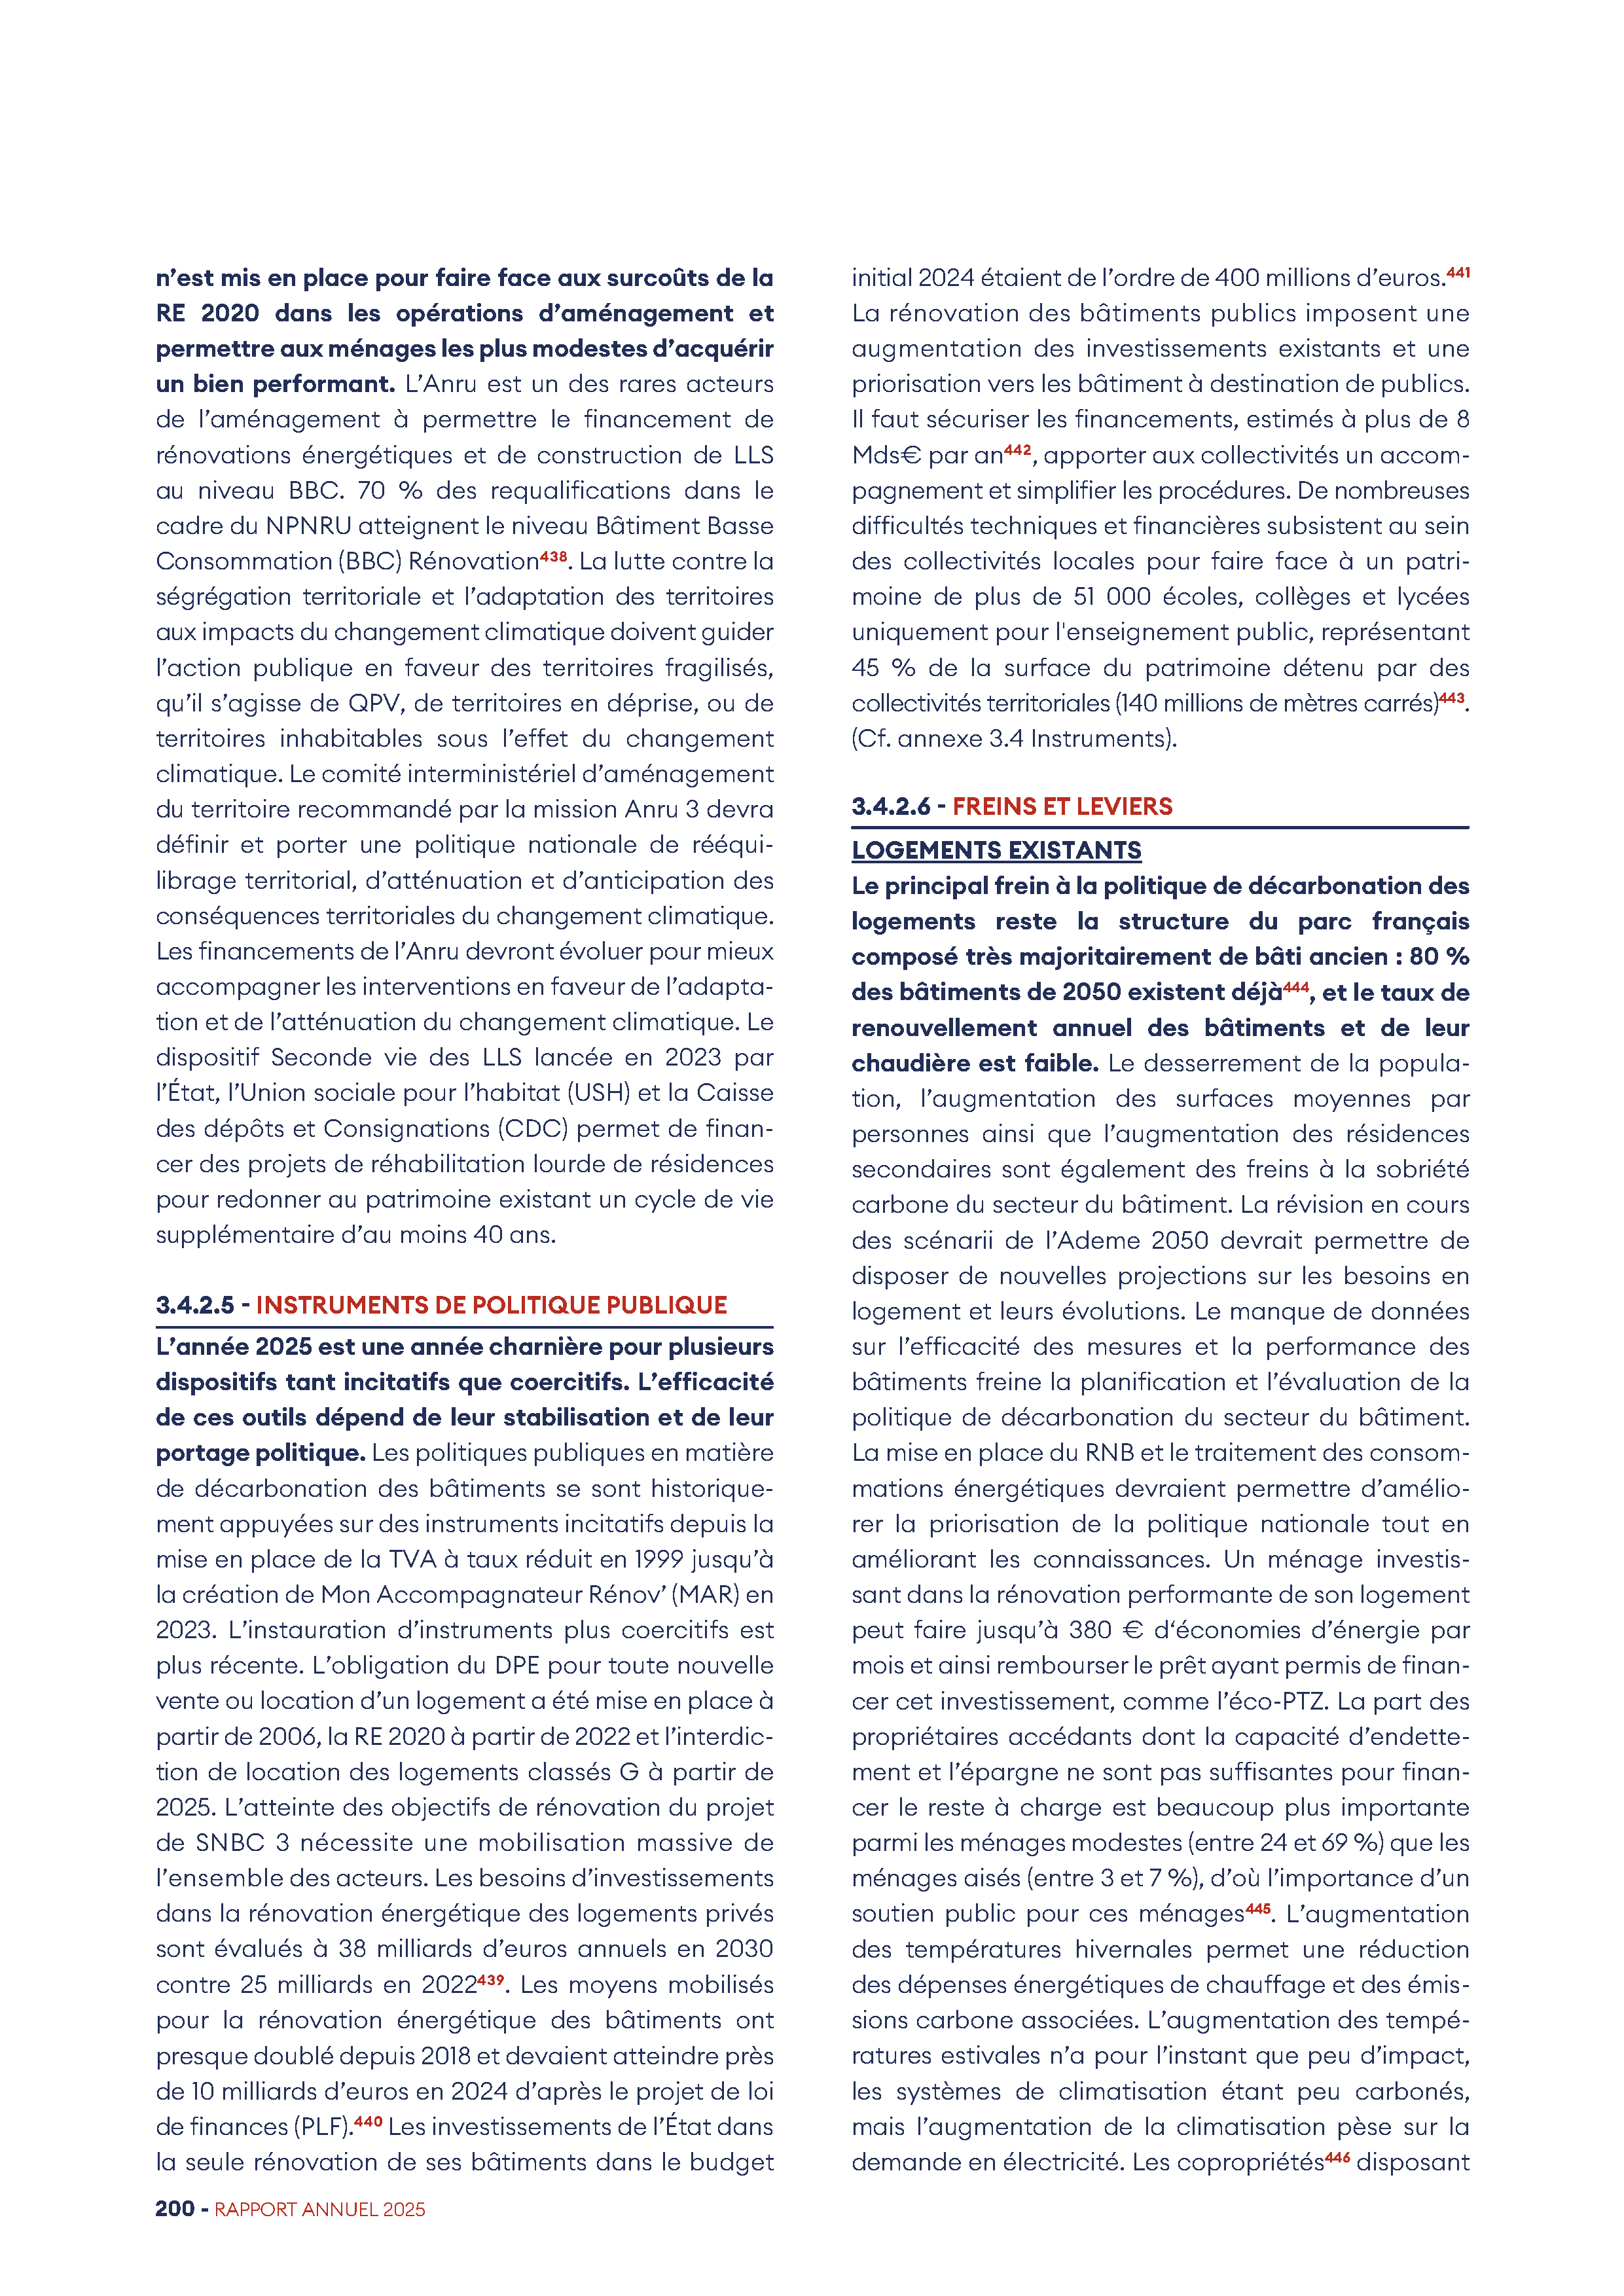 n’est mis en place pour faire face aux surcoûts de la
RE 2020 dans les opérations d’aménagement et
permettre aux ménages les plus modestes d’acquérir
un bien performant. L’Anru est un des rares acteurs
de l’aménagement à permettre le financement de
rénovations énergétiques et de construction de LLS
au niveau BBC. 70 % des requalifications dans le
cadre du NPNRU atteignent le niveau Bâtiment Basse
Consommation (BBC) Rénovation438. La lutte contre la
ségrégation territoriale et l’adaptation des territoires
aux impacts du changement climatique doivent guider
l’action publique en faveur des territoires fragilisés,
qu’il s’agisse de QPV, de territoires en déprise, ou de
territoires inhabitables sous l’effet du changement
climatique. Le comité interministériel d’aménagement
du territoire recommandé par la mission Anru 3 devra
définir et porter une politique nationale de rééqui-
librage territorial, d’atténuation et d’anticipation des
conséquences territoriales du changement climatique.
Les financements de l’Anru devront évoluer pour mieux
accompagner les interventions en faveur de l’adapta-
tion et de l’atténuation du changement climatique. Le
dispositif Seconde vie des LLS lancée en 2023 par
l’État, l’Union sociale pour l’habitat (USH) et la Caisse
des dépôts et Consignations (CDC) permet de finan-
cer des projets de réhabilitation lourde de résidences
pour redonner au patrimoine existant un cycle de vie
supplémentaire d’au moins 40 ans.
3.4.2.5 - INSTRUMENTS DE POLITIQUE PUBLIQUE
L’année 2025 est une année charnière pour plusieurs
dispositifs tant incitatifs que coercitifs. L’efficacité
de ces outils dépend de leur stabilisation et de leur
portage politique. Les politiques publiques en matière
de décarbonation des bâtiments se sont historique-
ment appuyées sur des instruments incitatifs depuis la
mise en place de la TVA à taux réduit en 1999 jusqu’à
la création de Mon Accompagnateur Rénov’ (MAR) en
2023. L’instauration d’instruments plus coercitifs est
plus récente. L’obligation du DPE pour toute nouvelle
vente ou location d’un logement a été mise en place à
partir de 2006, la RE 2020 à partir de 2022 et l’interdic-
tion de location des logements classés G à partir de
2025. L’atteinte des objectifs de rénovation du projet
de SNBC 3 nécessite une mobilisation massive de
l’ensemble des acteurs. Les besoins d’investissements
dans la rénovation énergétique des logements privés
sont évalués à 38 milliards d’euros annuels en 2030
contre 25 milliards en 2022439. Les moyens mobilisés
pour la rénovation énergétique des bâtiments ont
presque doublé depuis 2018 et devaient atteindre près
de 10 milliards d’euros en 2024 d’après le projet de loi
de finances (PLF).440 Les investissements de l’État dans
la seule rénovation de ses bâtiments dans le budget
initial 2024 étaient de l’ordre de 400 millions d’euros.441
La rénovation des bâtiments publics imposent une
augmentation des investissements existants et une
priorisation vers les bâtiment à destination de publics.
Il faut sécuriser les financements, estimés à plus de 8
Mds€ par an442, apporter aux collectivités un accom-
pagnement et simplifier les procédures. De nombreuses
difficultés techniques et financières subsistent au sein
des collectivités locales pour faire face à un patri-
moine de plus de 51 000 écoles, collèges et lycées
uniquement pour l'enseignement public, représentant
45 % de la surface du patrimoine détenu par des
collectivités territoriales (140 millions de mètres carrés)443.
(Cf. annexe 3.4 Instruments).
3.4.2.6 - FREINS ET LEVIERS
LOGEMENTS EXISTANTS
Le principal frein à la politique de décarbonation des
logements reste la structure du parc français
composé très majoritairement de bâti ancien : 80 %
des bâtiments de 2050 existent déjà444, et le taux de
renouvellement annuel des bâtiments et de leur
chaudière est faible. Le desserrement de la popula-
tion, l’augmentation des surfaces moyennes par
personnes ainsi que l’augmentation des résidences
secondaires sont également des freins à la sobriété
carbone du secteur du bâtiment. La révision en cours
des scénarii de l’Ademe 2050 devrait permettre de
disposer de nouvelles projections sur les besoins en
logement et leurs évolutions. Le manque de données
sur l’efficacité des mesures et la performance des
bâtiments freine la planification et l’évaluation de la
politique de décarbonation du secteur du bâtiment.
La mise en place du RNB et le traitement des consom-
mations énergétiques devraient permettre d’amélio-
rer la priorisation de la politique nationale tout en
améliorant les connaissances. Un ménage investis-
sant dans la rénovation performante de son logement
peut faire jusqu’à 380 € d‘économies d’énergie par
mois et ainsi rembourser le prêt ayant permis de finan-
cer cet investissement, comme l’éco-PTZ. La part des
propriétaires accédants dont la capacité d’endette-
ment et l’épargne ne sont pas suffisantes pour finan-
cer le reste à charge est beaucoup plus importante
parmi les ménages modestes (entre 24 et 69 %) que les
ménages aisés (entre 3 et 7 %), d’où l’importance d’un
soutien public pour ces ménages445. L’augmentation
des températures hivernales permet une réduction
des dépenses énergétiques de chauffage et des émis-
sions carbone associées. L’augmentation des tempé-
ratures estivales n’a pour l’instant que peu d’impact,
les systèmes de climatisation étant peu carbonés,
mais l’augmentation de la climatisation pèse sur la
demande en électricité. Les copropriétés446 disposant
200 - RAPPORT ANNUEL 2025